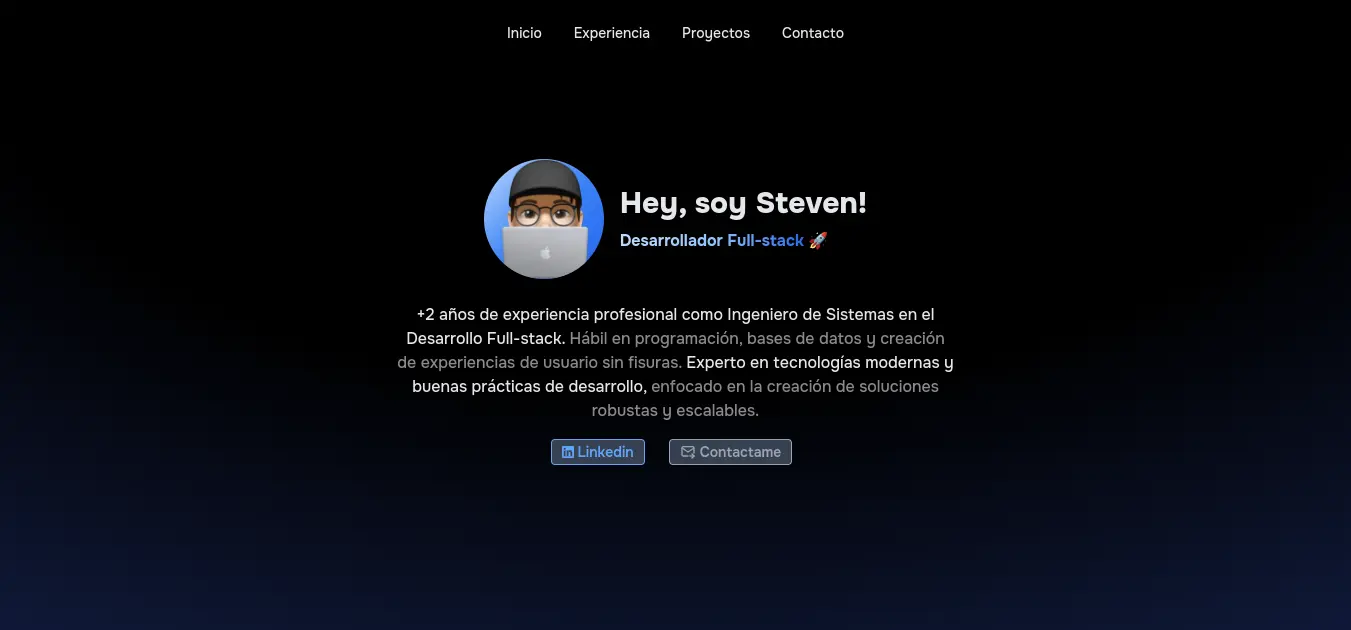 Inicio Experiencia Proyectos Contacto
Hey, soy Steven!
Desarrollador Full-stack 🚀
+2 años de experiencia profesional como Ingeniero de Sistemas en el
Desarrollo Full-stack. Hábil en programación, bases de datos y creación
de experiencias de usuario sin fisuras. Experto en tecnologías modernas y
buenas prácticas de desarrollo, enfocado en la creación de soluciones
robustas y escalables.
Linkedin Contactame